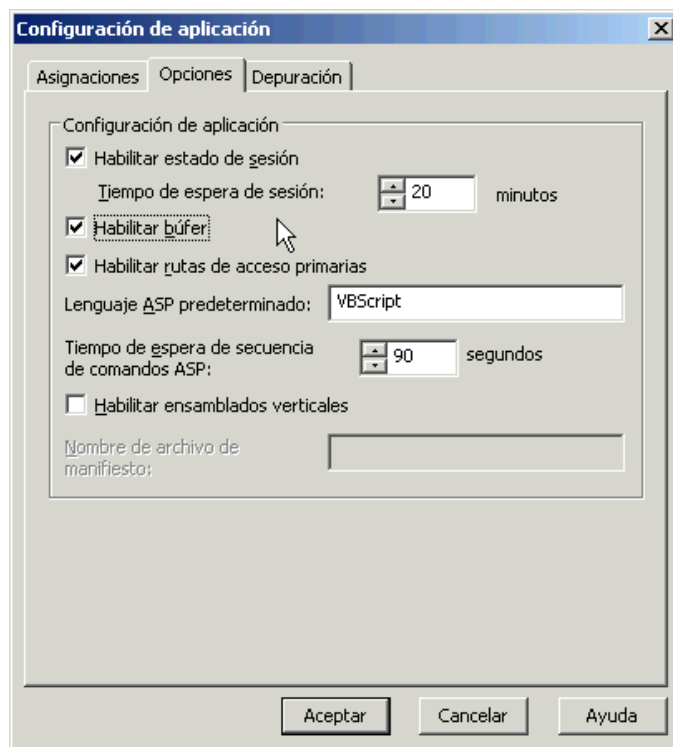 Configuración de aplicación
Asignaciones Opciones Depuración
Configuración de aplicación
Habilitar estado de sesión
Tiempo de espera de sesión: 20 minutos
Habilitar búfer
Habilitar rutas de acceso primarias
Lenguaje ASP predeterminado: VBScript
Tiempo de espera de secuencia
de comandos ASP: 90 segundos
Habilitar ensamblados verticales
Nombre de archivo de
manifiesto:
Aceptar Cancelar Ayuda